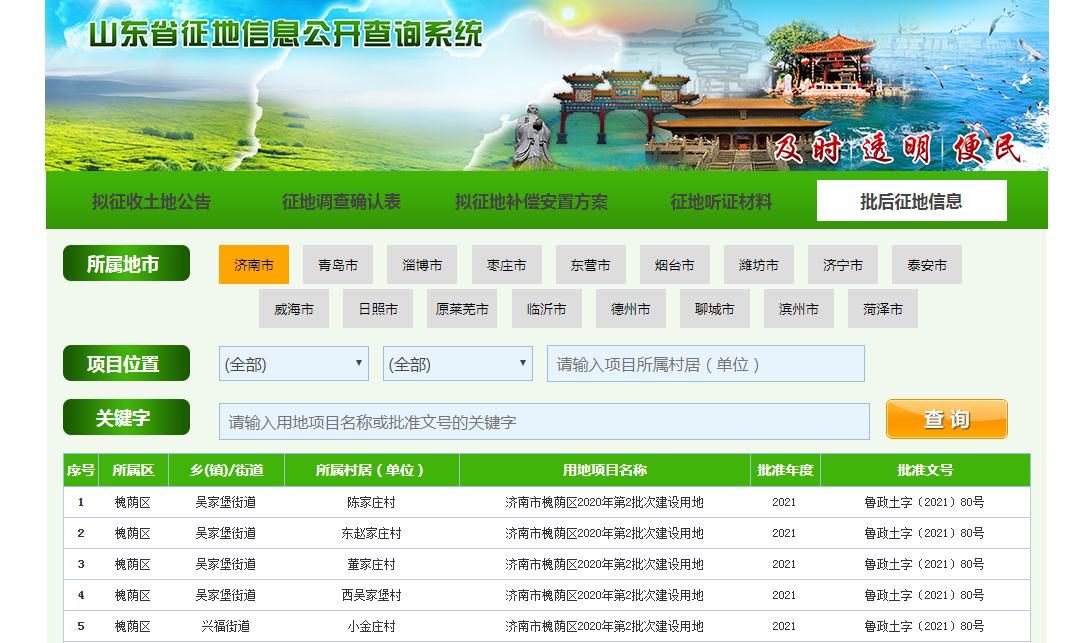 山东省征地信息公开查询系统
及时 透明 便民
拟征收土地公告 征地调查确认表 拟征地补偿安置方案 征地听证材料 批后征地信息
所属地市 济南市 青岛市 淄博市 枣庄市 东营市 烟台市 潍坊市 济宁市 泰安市
威海市 日照市 原莱芜市 临沂市 德州市 聊城市 滨州市 菏泽市
项目位置 (全部) (全部) 请输入项目所属村居（单位）
关键字 请输入用地项目名称或批准文号的关键字 查询
序号 所属区 乡(镇)/街道 所属村居（单位） 用地项目名称 批准年度 批准文号
1 槐荫区 吴家堡街道 陈家庄村 济南市槐荫区2020年第2批次建设用地 2021 鲁政土字（2021）80号
2 槐荫区 吴家堡街道 东赵家庄村 济南市槐荫区2020年第2批次建设用地 2021 鲁政土字（2021）80号
3 槐荫区 吴家堡街道 董家庄村 济南市槐荫区2020年第2批次建设用地 2021 鲁政土字（2021）80号
4 槐荫区 吴家堡街道 西吴家堡村 济南市槐荫区2020年第2批次建设用地 2021 鲁政土字（2021）80号
5 槐荫区 兴福街道 小金庄村 济南市槐荫区2020年第2批次建设用地 2021 鲁政土字（2021）80号